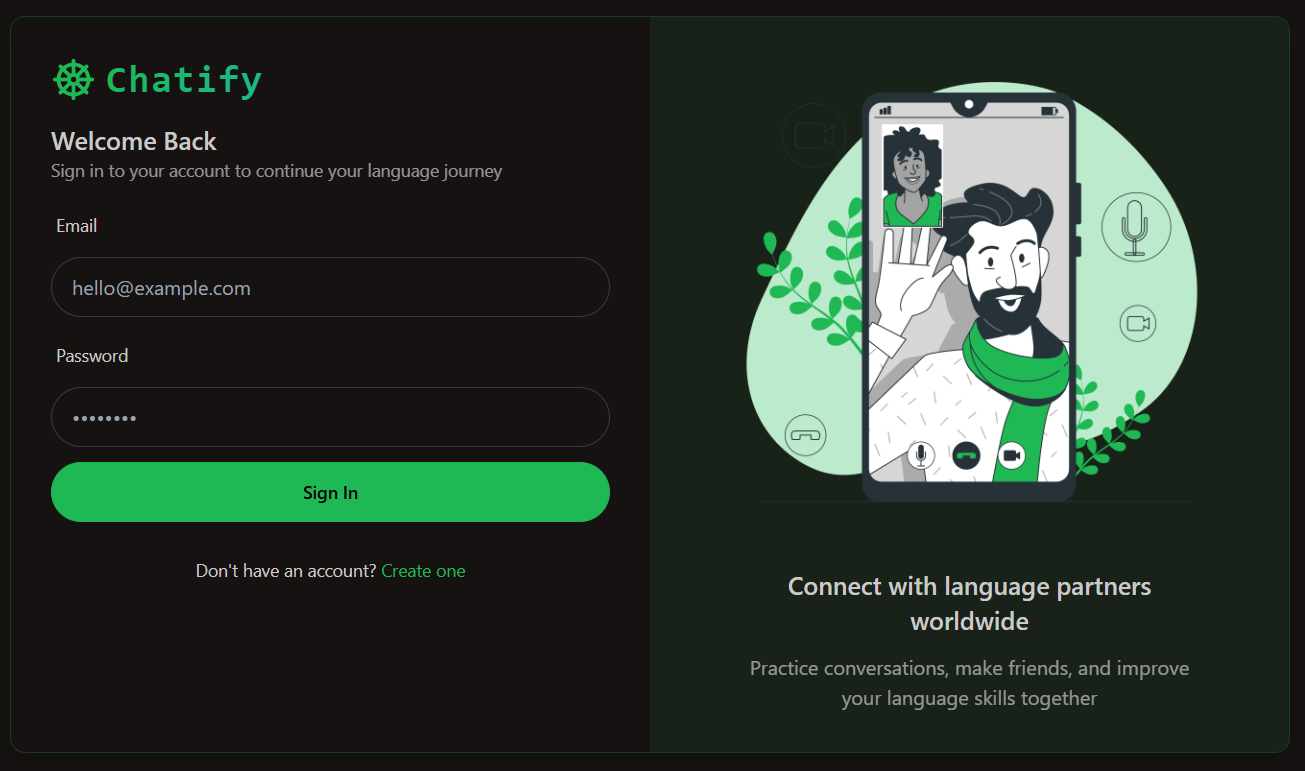 Chatify
Welcome Back
Sign in to your account to continue your language journey
Email
hello@example.com
Password
••••••••
Sign In
Don't have an account? Create one
Connect with language partners
worldwide
Practice conversations, make friends, and improve
your language skills together